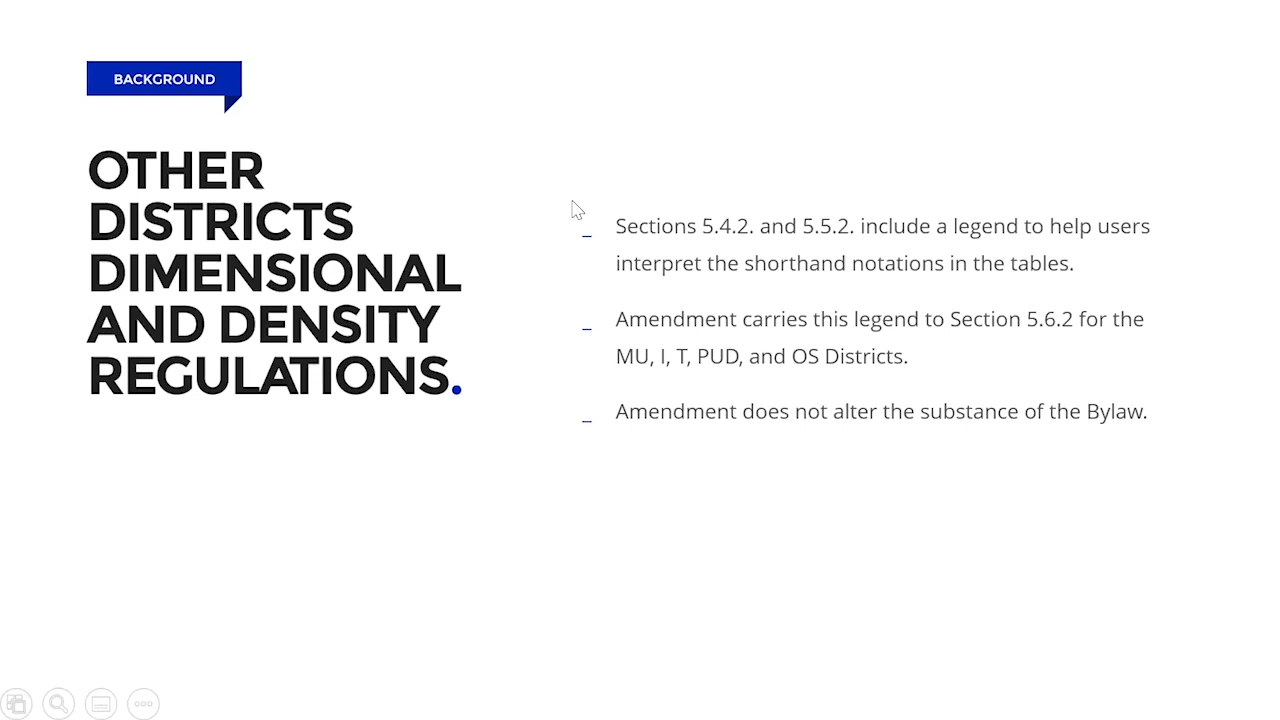 BACKGROUND
OTHER
DISTRICTS
DIMENSIONAL
AND DENSITY
REGULATIONS.
_ Sections 5.4.2. and 5.5.2. include a legend to help users
interpret the shorthand notations in the tables.
_ Amendment carries this legend to Section 5.6.2 for the
MU, I, T, PUD, and OS Districts.
_ Amendment does not alter the substance of the Bylaw.